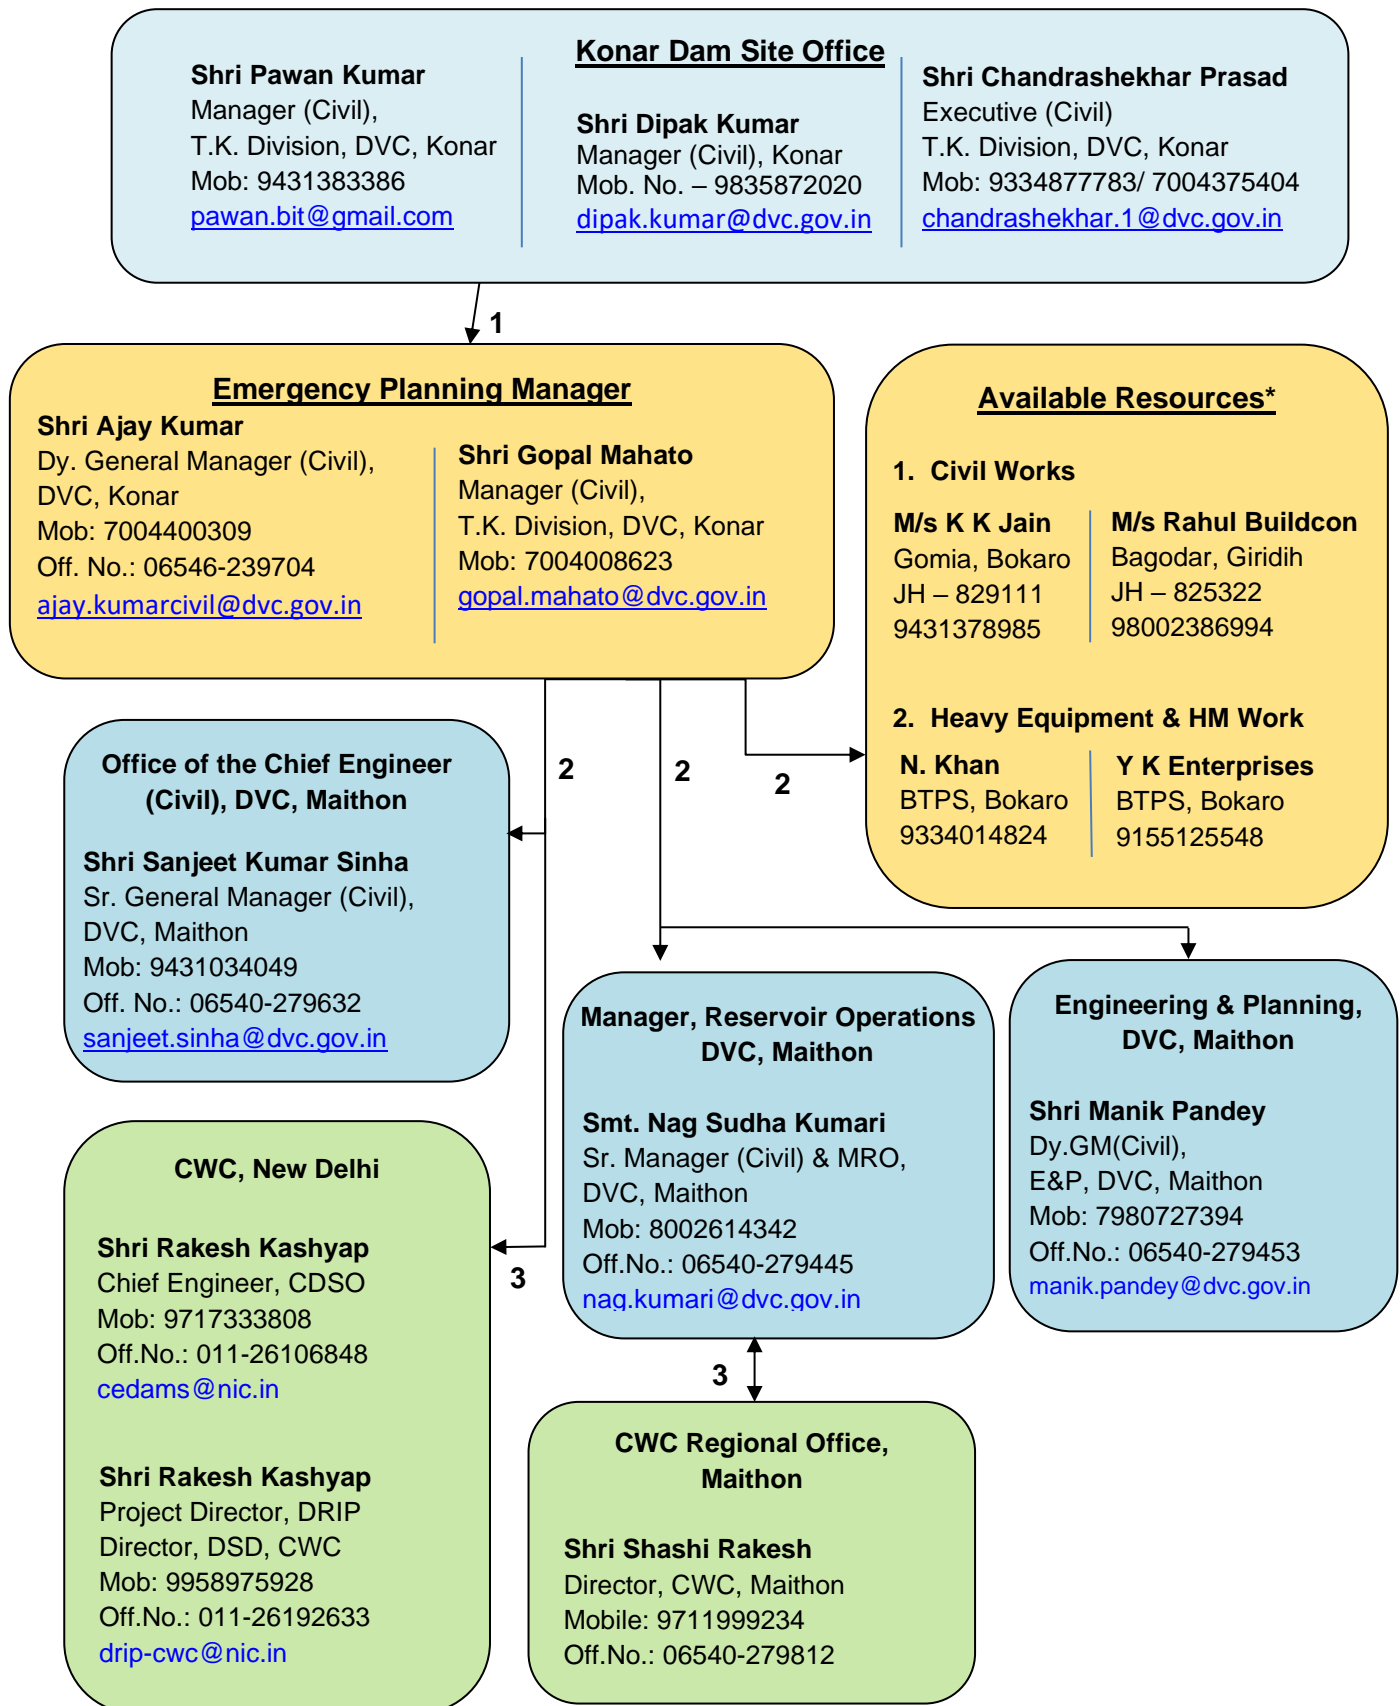 Konar Dam Site Office
Shri Pawan Kumar
Manager (Civil),
T.K. Division, DVC, Konar
Mob: 9431383386
pawan.bit@gmail.com
Shri Dipak Kumar
Manager (Civil), Konar
Mob. No. – 9835872020
dipak.kumar@dvc.gov.in
Shri Chandrashekhar Prasad
Executive (Civil)
T.K. Division, DVC, Konar
Mob: 9334877783/ 7004375404
chandrashekhar.1@dvc.gov.in
1
Emergency Planning Manager
Shri Ajay Kumar
Dy. General Manager (Civil),
DVC, Konar
Mob: 7004400309
Off. No.: 06546-239704
ajay.kumarcivil@dvc.gov.in
Shri Gopal Mahato
Manager (Civil),
T.K. Division, DVC, Konar
Mob: 7004008623
gopal.mahato@dvc.gov.in
Available Resources*
1. Civil Works
M/s K K Jain
Gomia, Bokaro
JH – 829111
9431378985
M/s Rahul Buildcon
Bagodar, Giridih
JH – 825322
98002386994
2. Heavy Equipment & HM Work
N. Khan
BTPS, Bokaro
9334014824
Y K Enterprises
BTPS, Bokaro
9155125548
2
2
2
Office of the Chief Engineer
(Civil), DVC, Maithon
Shri Sanjeet Kumar Sinha
Sr. General Manager (Civil),
DVC, Maithon
Mob: 9431034049
Off. No.: 06540-279632
sanjeet.sinha@dvc.gov.in
Manager, Reservoir Operations
DVC, Maithon
Smt. Nag Sudha Kumari
Sr. Manager (Civil) & MRO,
DVC, Maithon
Mob: 8002614342
Off.No.: 06540-279445
nag.kumari@dvc.gov.in
Engineering & Planning,
DVC, Maithon
Shri Manik Pandey
Dy.GM(Civil),
E&P, DVC, Maithon
Mob: 7980727394
Off.No.: 06540-279453
manik.pandey@dvc.gov.in
CWC, New Delhi
Shri Rakesh Kashyap
Chief Engineer, CDSO
Mob: 9717333808
Off.No.: 011-26106848
cedams@nic.in
Shri Rakesh Kashyap
Project Director, DRIP
Director, DSD, CWC
Mob: 9958975928
Off.No.: 011-26192633
drip-cwc@nic.in
3
3
CWC Regional Office,
Maithon
Shri Shashi Rakesh
Director, CWC, Maithon
Mobile: 9711999234
Off.No.: 06540-279812